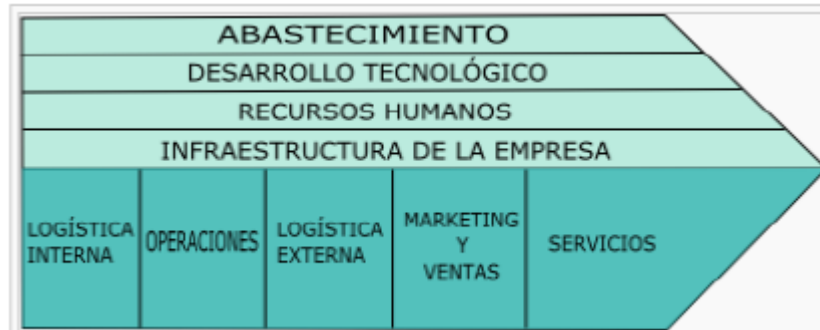 ABASTECIMIENTO
DESARROLLO TECNOLÓGICO
RECURSOS HUMANOS
INFRAESTRUCTURA DE LA EMPRESA
LOGÍSTICA
INTERNA
OPERACIONES
LOGÍSTICA
EXTERNA
MARKETING
Y
VENTAS
SERVICIOS